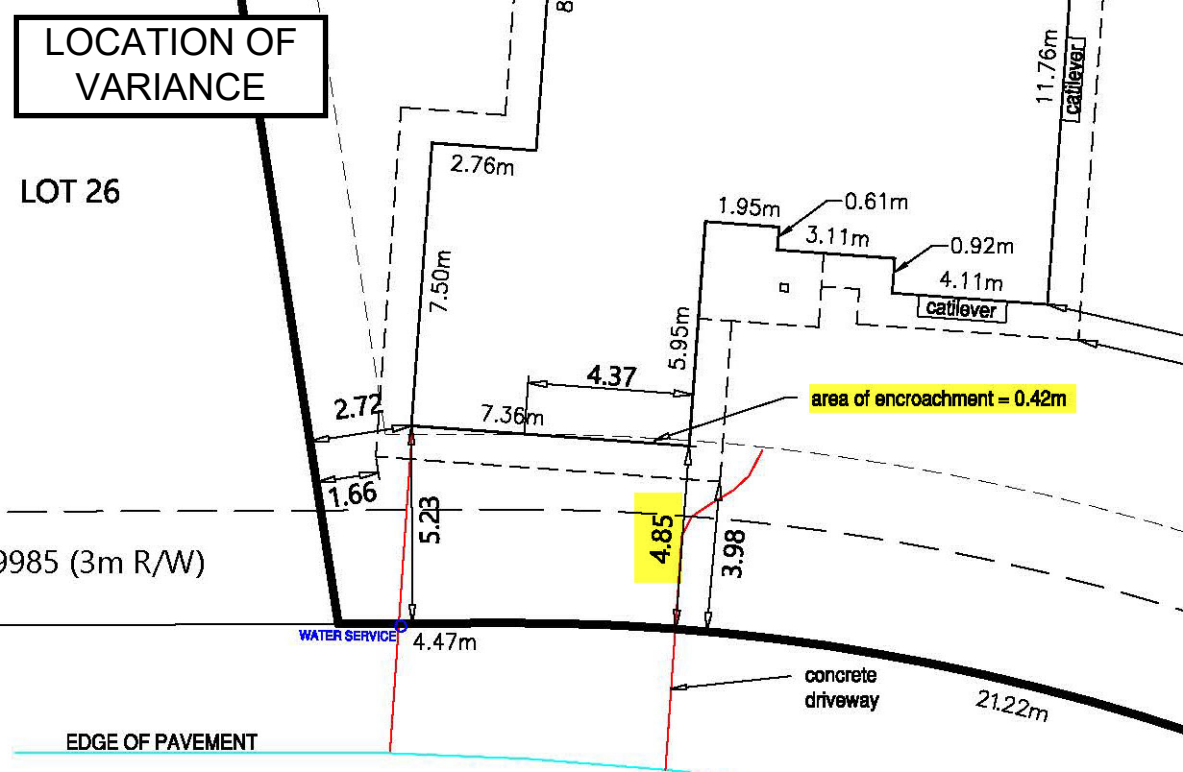 LOCATION OF
VARIANCE
8
11.76m
catilever
2.76m
LOT 26
1.95m
0.61m
3.11m
0.92m
7.50m
4.11m
catilever
5.95m
4.37
2.72
7.36m
area of encroachment = 0.42m
1.66
5.23
4.85
3.98
9985 (3m R/W)
WATER SERVICE
4.47m
concrete
driveway
21.22m
EDGE OF PAVEMENT